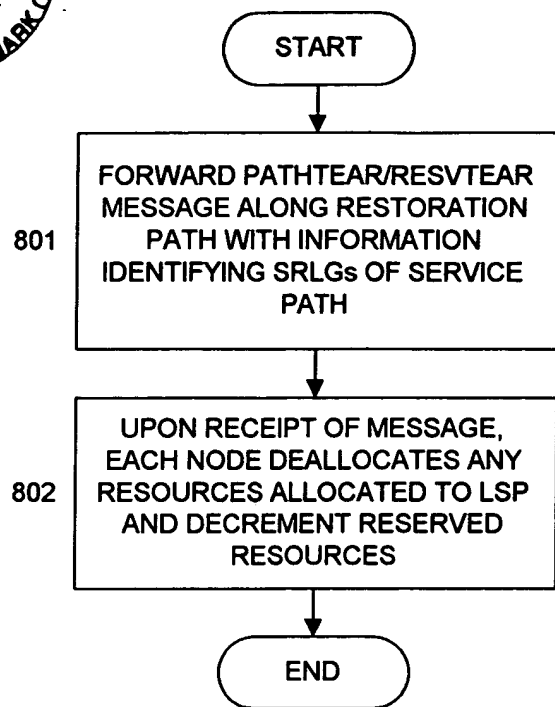 START
801
FORWARD PATHTEAR/RESVTEAR
MESSAGE ALONG RESTORATION
PATH WITH INFORMATION
IDENTIFYING SRLGs OF SERVICE
PATH
802
UPON RECEIPT OF MESSAGE,
EACH NODE DEALLOCATES ANY
RESOURCES ALLOCATED TO LSP
AND DECREMENT RESERVED
RESOURCES
END